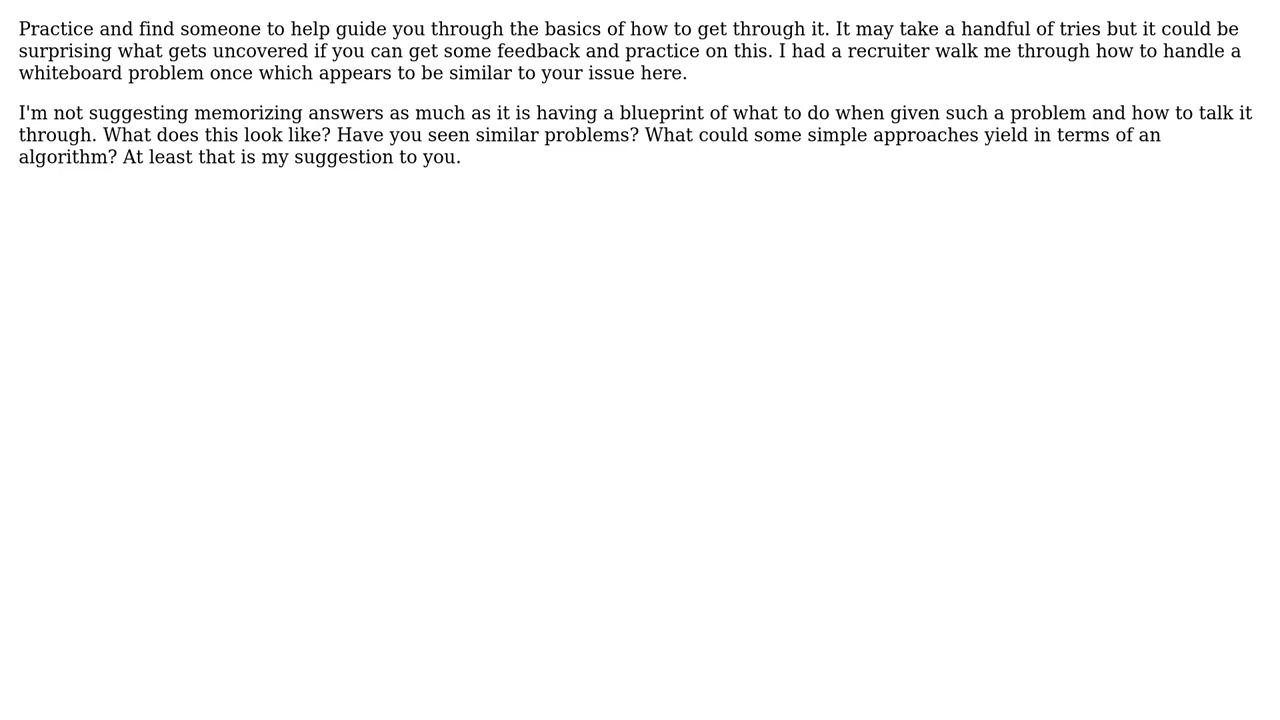 Practice and find someone to help guide you through the basics of how to get through it. It may take a handful of tries but it could be
surprising what gets uncovered if you can get some feedback and practice on this. I had a recruiter walk me through how to handle a
whiteboard problem once which appears to be similar to your issue here.
I'm not suggesting memorizing answers as much as it is having a blueprint of what to do when given such a problem and how to talk it
through. What does this look like? Have you seen similar problems? What could some simple approaches yield in terms of an
algorithm? At least that is my suggestion to you.